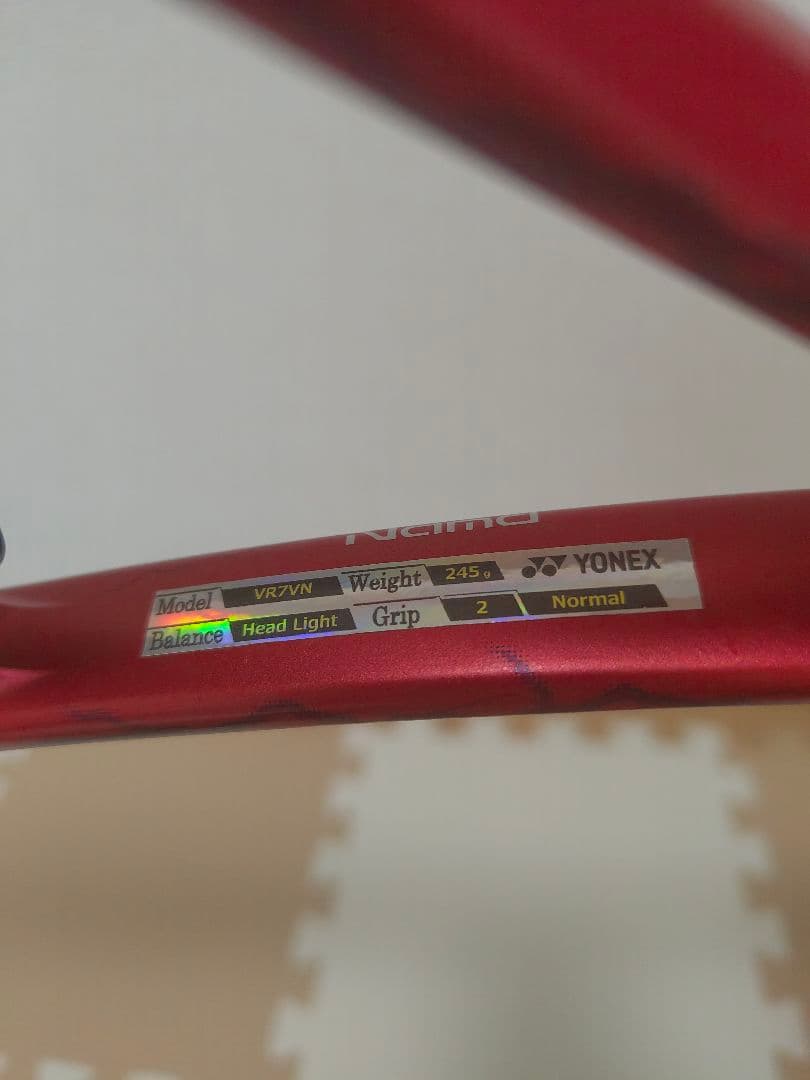 Model VR7VN Weight 245g YONEX
Balance Head Light Grip 2 Normal